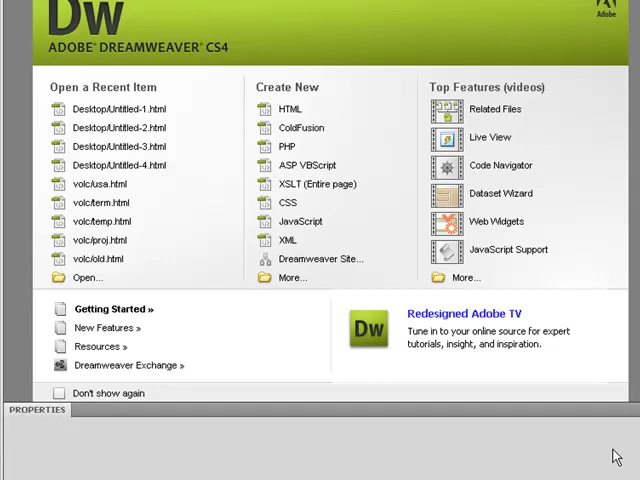 Dw
Adobe
ADOBE® DREAMWEAVER® CS4
Open a Recent Item
Desktop/Untitled-1.html
Desktop/Untitled-2.html
Desktop/Untitled-3.html
Desktop/Untitled-4.html
volc/usa.html
volc/term.html
volc/temp.html
volc/proj.html
volc/old.html
Open...
Create New
HTML
ColdFusion
PHP
ASP VBScript
XSLT (Entire page)
CSS
JavaScript
XML
Dreamweaver Site...
More...
Top Features (videos)
Related Files
Live View
Code Navigator
Dataset Wizard
Web Widgets
JavaScript Support
More...
Getting Started »
New Features »
Resources »
Dreamweaver Exchange »
Dw
Redesigned Adobe TV
Tune in to your online source for expert
tutorials, insight, and inspiration.
Don't show again
PROPERTIES